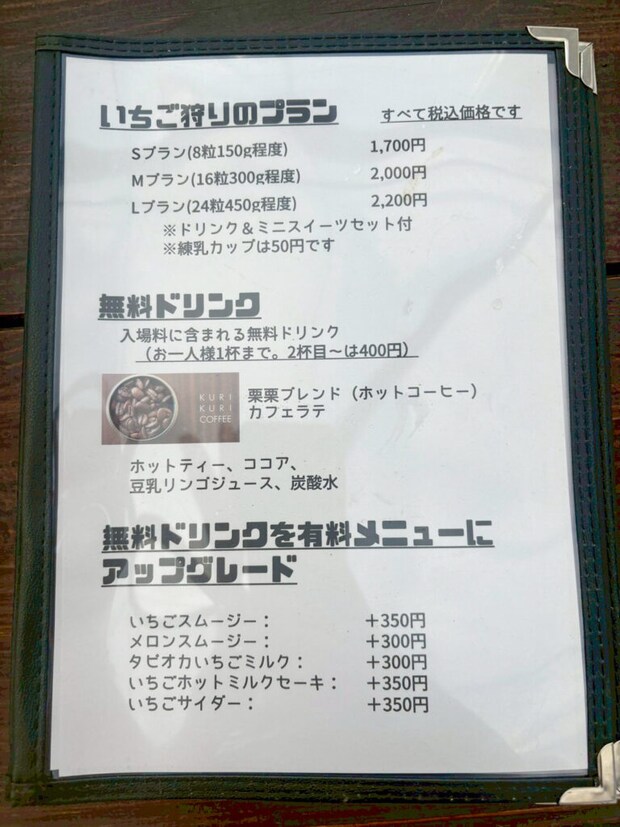 いちご狩りのプラン すべて税込価格です
Sプラン(8粒150g程度) 1,700円
Mプラン(16粒300g程度) 2,000円
Lプラン(24粒450g程度) 2,200円
※ドリンク＆ミニスイーツセット付
※練乳カップは50円です
無料ドリンク
入場料に含まれる無料ドリンク
（お一人様1杯まで。2杯目～は400円）
KURI
KURI
COFFEE
栗栗ブレンド（ホットコーヒー）
カフェラテ
ホットティー、ココア、
豆乳リンゴジュース、炭酸水
無料ドリンクを有料メニューに
アップグレード
いちごスムージー： ＋350円
メロンスムージー： ＋300円
タピオカいちごミルク： ＋300円
いちごホットミルクセーキ： ＋350円
いちごサイダー： ＋350円